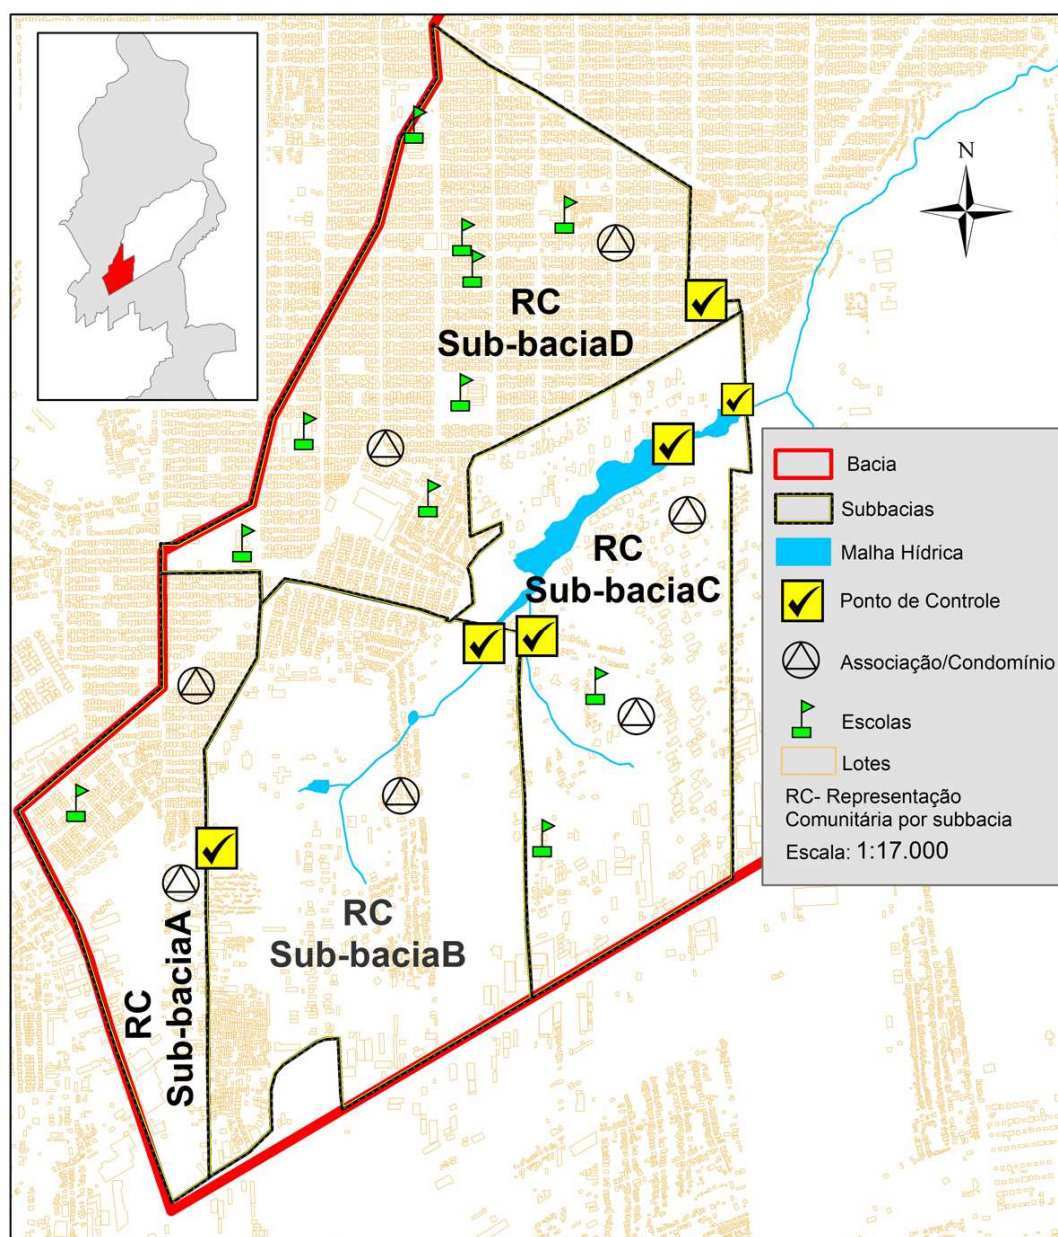 N
RC
Sub-baciaD
RC
Sub-baciaC
RC
Sub-baciaB
RC
Sub-baciaA
Bacia
Subbacias
Malha Hídrica
Ponto de Controle
Associação/Condomínio
Escolas
Lotes
RC- Representação
Comunitária por subbacia
Escala: 1:17.000